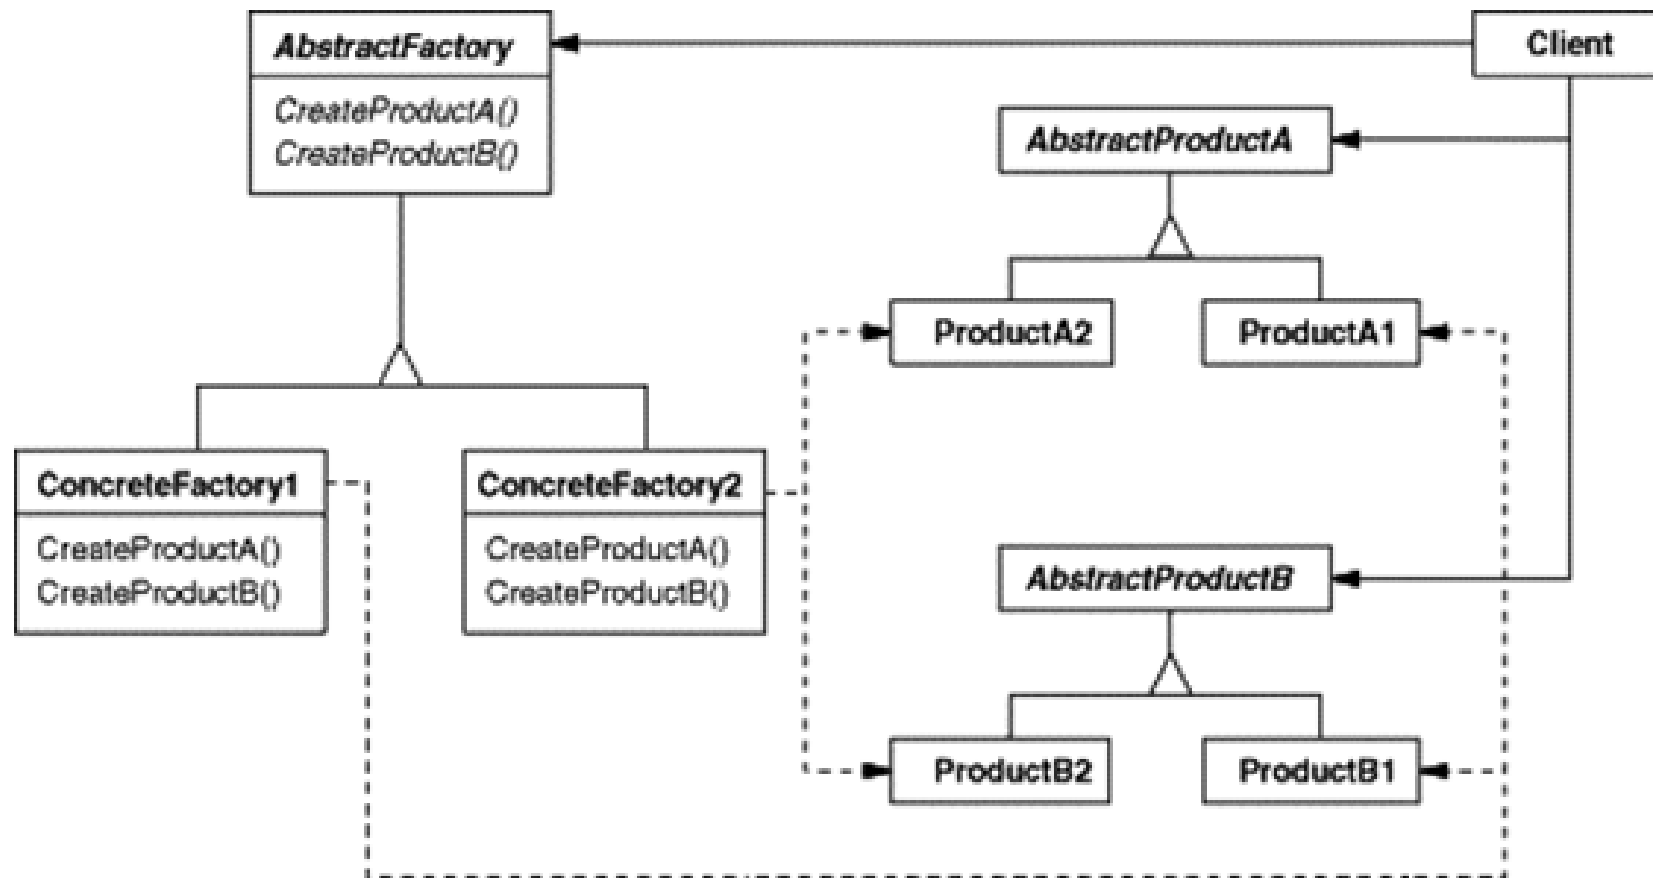 AbstractFactory
CreateProductA()
CreateProductB()
Client
AbstractProductA
ProductA2
ProductA1
ConcreteFactory1
CreateProductA()
CreateProductB()
ConcreteFactory2
CreateProductA()
CreateProductB()
AbstractProductB
ProductB2
ProductB1